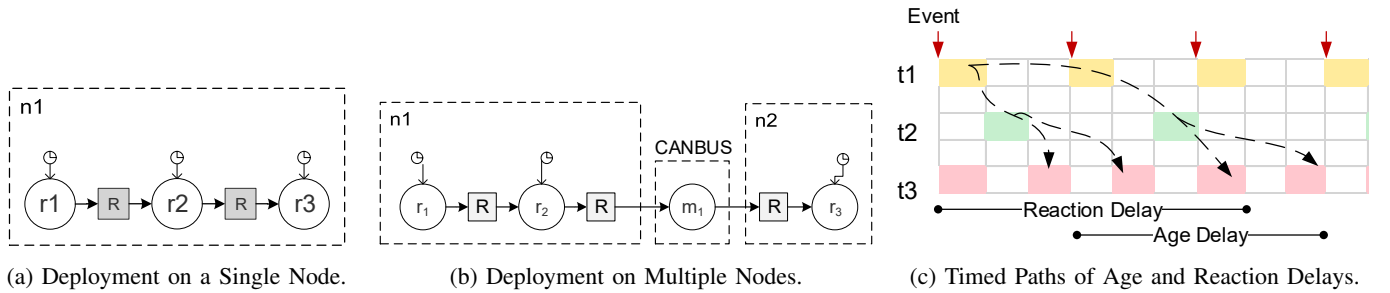 n1
r1
R
r2
R
r3
(a) Deployment on a Single Node.
n1
r₁
R
r₂
R
CANBUS
m₁
n2
R
r₃
(b) Deployment on Multiple Nodes.
Event
t1
t2
t3
Reaction Delay
Age Delay
(c) Timed Paths of Age and Reaction Delays.